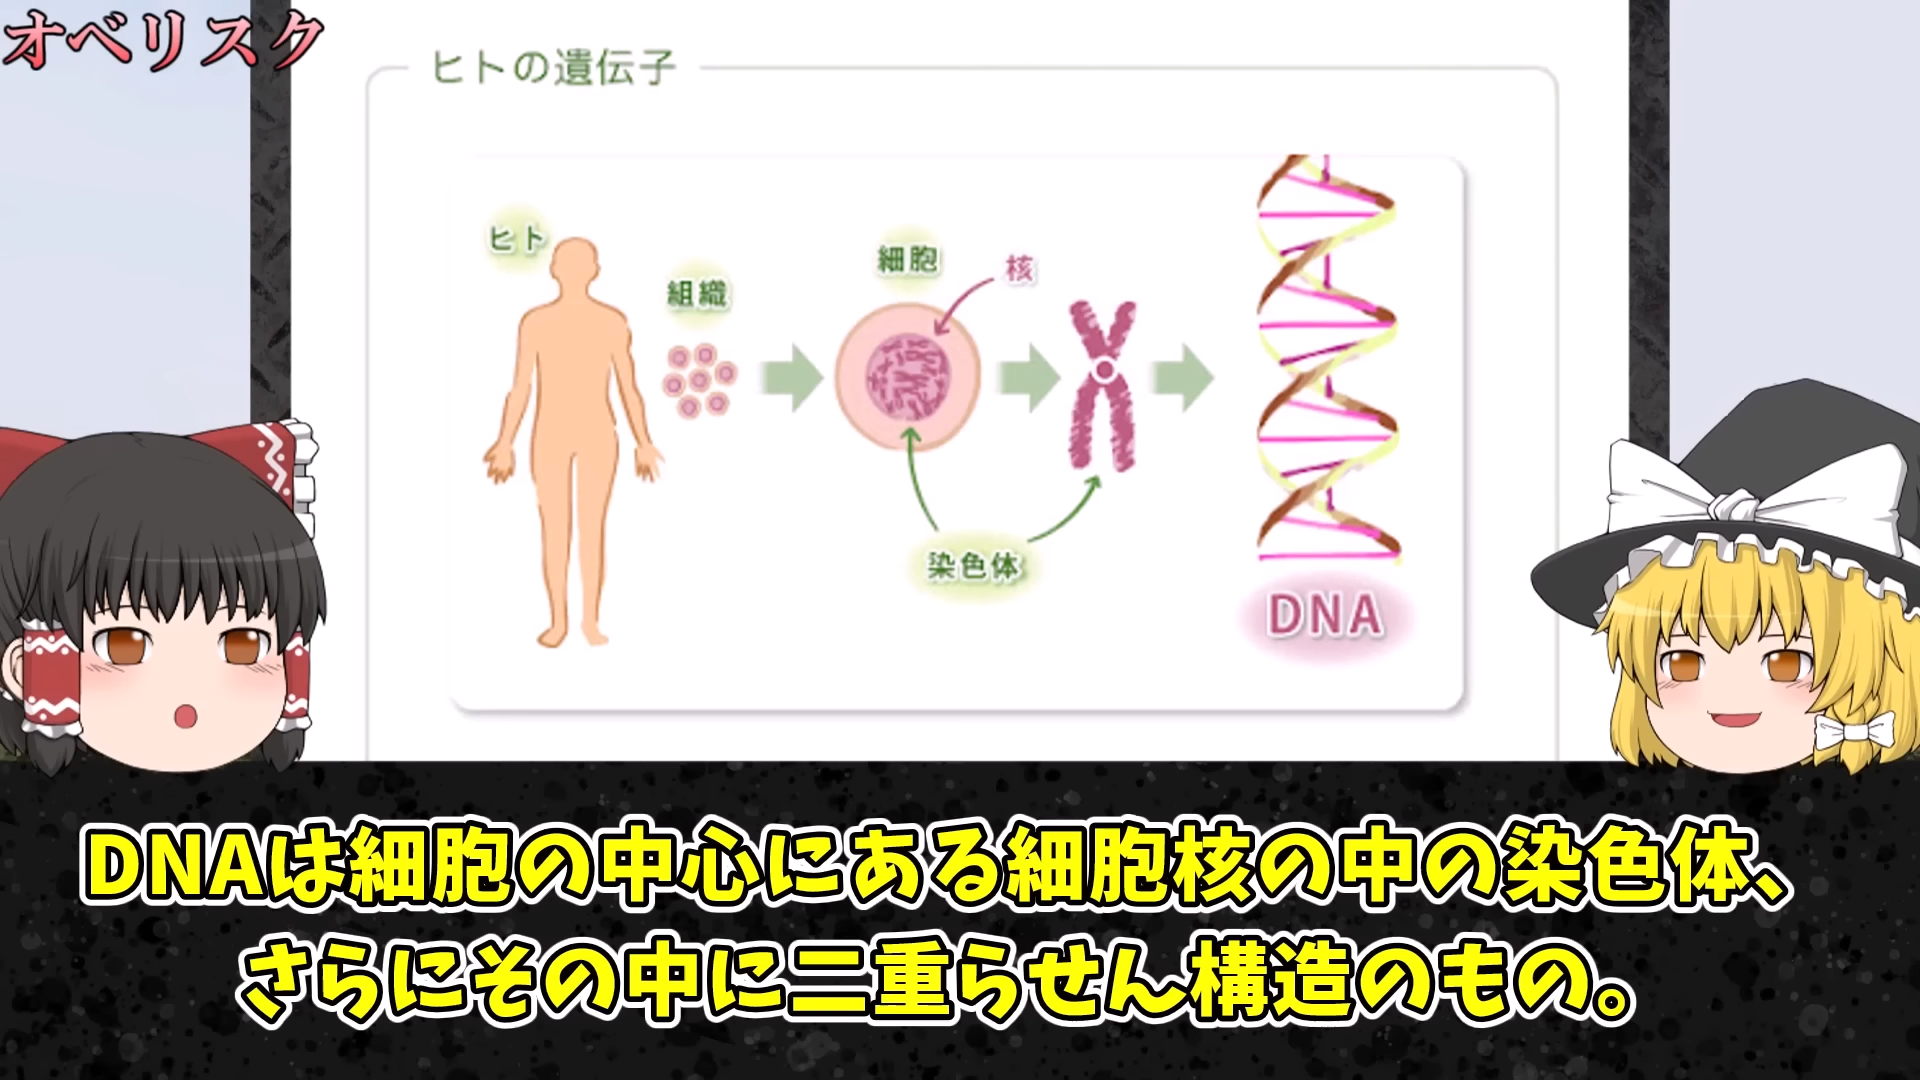 オベリスク
ヒトの遺伝子
ヒト
組織
細胞
核
染色体
DNA
DNAは細胞の中心にある細胞核の中の染色体、
さらにその中に二重らせん構造のもの。